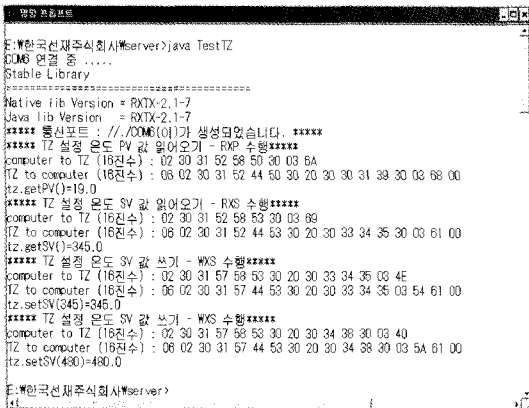 명령 프롬프트
E:\한국선재주식회사\server>java TestTZ
COM6 연결 중 .....
Stable Library
=========================================
Native lib Version = RXTX-2.1-7
Java lib Version   = RXTX-2.1-7
***** 통신포트 : //./COM6(이)가 생성되었습니다. *****
***** TZ 설정 온도 PV 값 읽어오기 - RXP 수행*****
computer to TZ (16진수) : 02 30 31 52 58 50 30 03 6A
TZ to computer (16진수) : 06 02 30 31 52 44 50 30 20 30 30 31 39 30 03 68 00
tz.getPV()=19.0
***** TZ 설정 온도 SV 값 읽어오기 - RXS 수행*****
computer to TZ (16진수) : 02 30 31 52 58 53 30 03 69
TZ to computer (16진수) : 06 02 30 31 52 44 53 30 20 30 33 34 35 30 03 61 00
tz.getSV()=345.0
***** TZ 설정 온도 SV 값 쓰기 - WXS 수행*****
computer to TZ (16진수) : 02 30 31 57 58 53 30 20 30 33 34 35 03 4E
TZ to computer (16진수) : 06 02 30 31 57 44 53 30 20 30 33 34 35 03 54 61 00
tz.setSV(345)=345.0
***** TZ 설정 온도 SV 값 쓰기 - WXS 수행*****
computer to TZ (16진수) : 02 30 31 57 58 53 30 20 30 34 38 30 03 40
TZ to computer (16진수) : 06 02 30 31 57 44 53 30 20 30 34 38 30 03 5A 61 00
tz.setSV(480)=480.0
E:\한국선재주식회사\server>